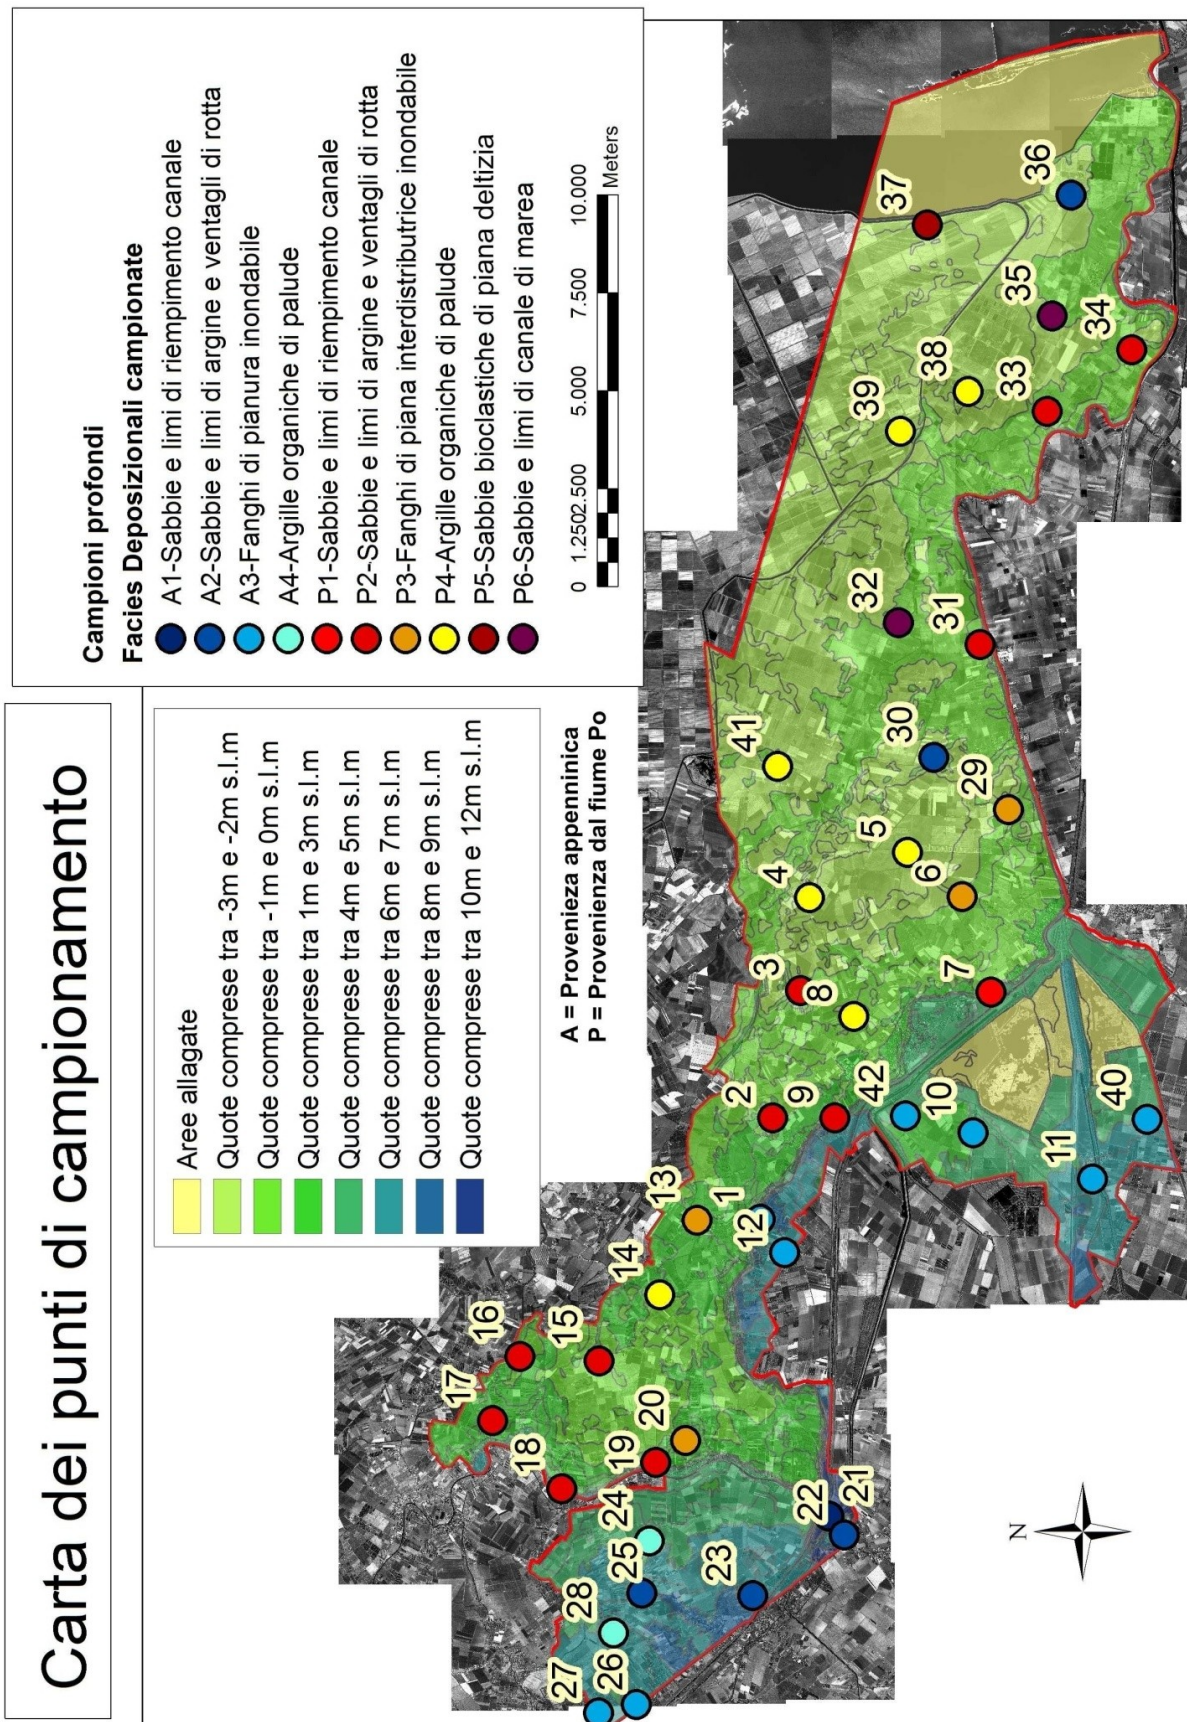 Carta dei punti di campionamento
Aree allagate
Quote comprese tra -3m e -2m s.l.m
Quote comprese tra -1m e 0m s.l.m
Quote comprese tra 1m e 3m s.l.m
Quote comprese tra 4m e 5m s.l.m
Quote comprese tra 6m e 7m s.l.m
Quote comprese tra 8m e 9m s.l.m
Quote comprese tra 10m e 12m s.l.m
A = Provenieza appenninica
P = Provenienza dal fiume Po
Campioni profondi
Facies Deposizionali campionate
A1-Sabbie e limi di riempimento canale
A2-Sabbie e limi di argine e ventagli di rotta
A3-Fanghi di pianura inondabile
A4-Argille organiche di palude
P1-Sabbie e limi di riempimento canale
P2-Sabbie e limi di argine e ventagli di rotta
P3-Fanghi di piana interdistributrice inondabile
P4-Argille organiche di palude
P5-Sabbie bioclastiche di piana deltizia
P6-Sabbie e limi di canale di marea
0 1.250 2.500 5.000 7.500 10.000
Meters
17
16
18
15
14
13
19
20
24
25
28
27
26
23
22
21
1
12
2
9
42
10
11
40
3
8
7
4
5
6
41
30
29
32
31
39
38
33
35
34
37
36
N